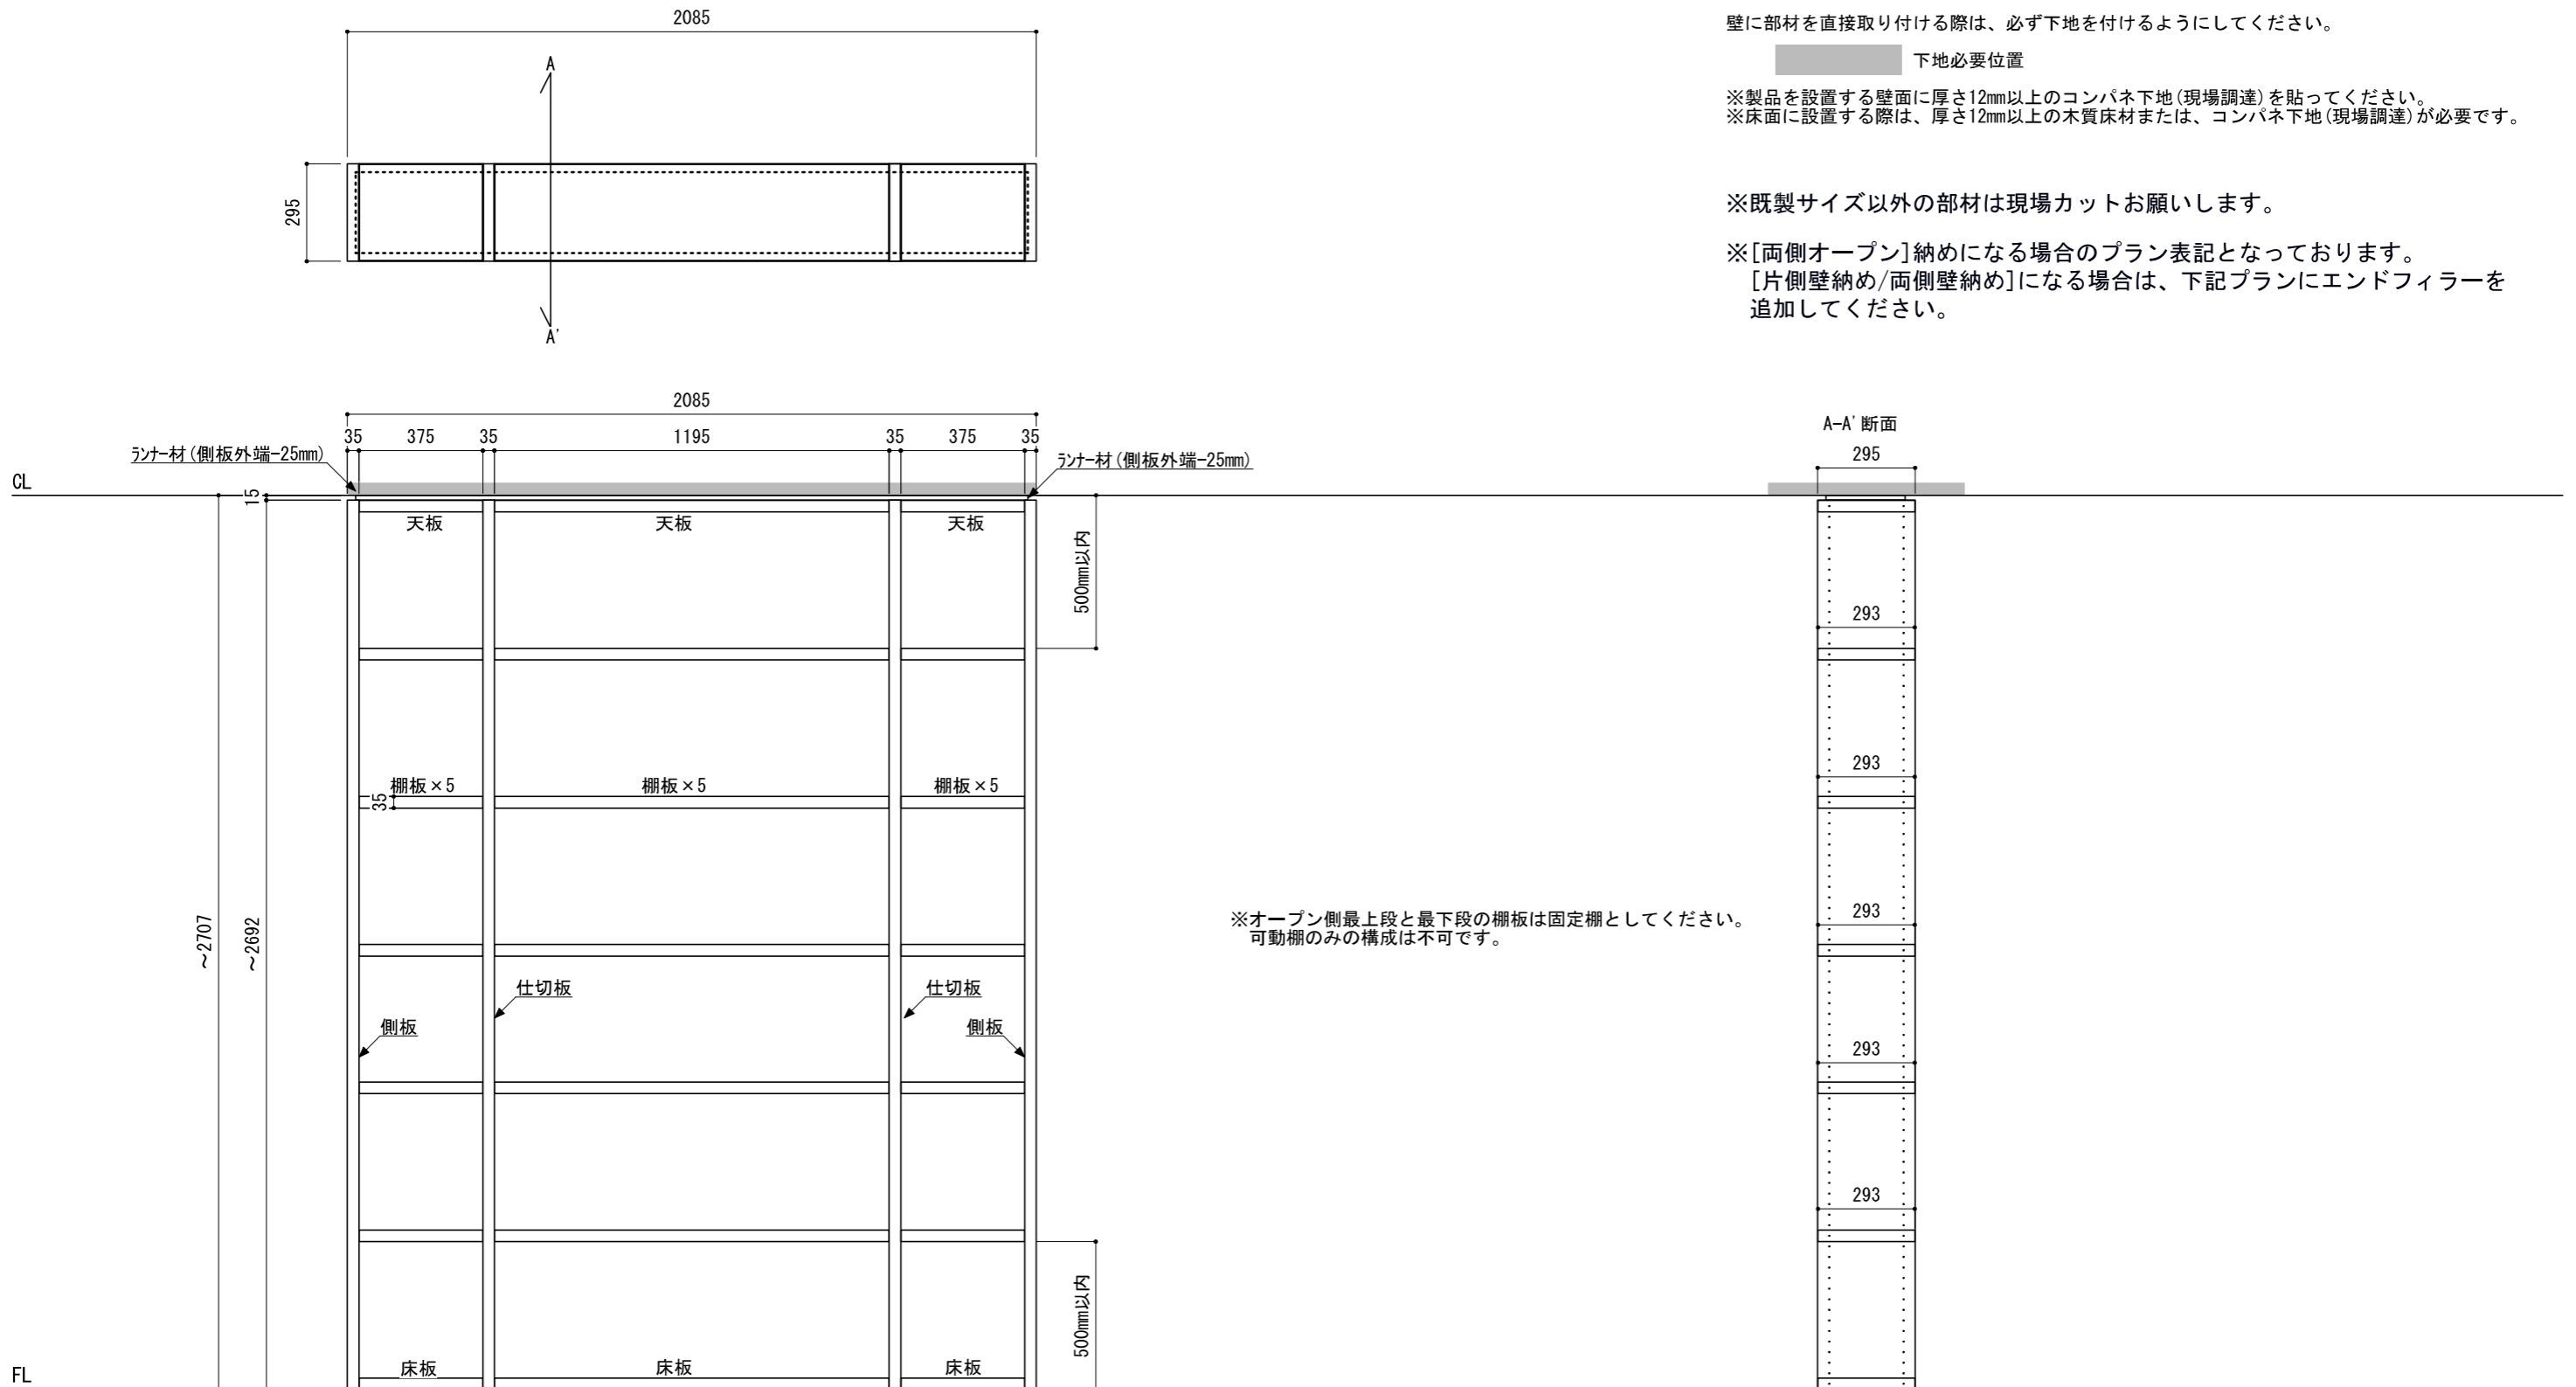 2085
壁に部材を直接取り付ける際は、必ず下地を付けるようにしてください。
下地必要位置
※製品を設置する壁面に厚さ12mm以上のコンパネ下地(現場調達)を貼ってください。
※床面に設置する際は、厚さ12mm以上の木質床材または、コンパネ下地(現場調達)が必要です。
A
295
A'
※既製サイズ以外の部材は現場カットお願いします。
※[両側オープン]納めになる場合のプラン表記となっております。
[片側壁納め/両側壁納め]になる場合は、下記プランにエンドフィラーを
追加してください。
2085
35 375 35 1195 35 375 35
ﾗﾝﾅｰ材(側板外端-25mm)
ﾗﾝﾅｰ材(側板外端-25mm)
A-A'断面
295
CL
15
天板 天板 天板
500mm以内
293
棚板×5 棚板×5 棚板×5
35
293
~2707
~2692
※オープン側最上段と最下段の棚板は固定棚としてください。
可動棚のみの構成は不可です。
293
仕切板 仕切板
側板 側板
293
293
500mm以内
床板 床板 床板
FL